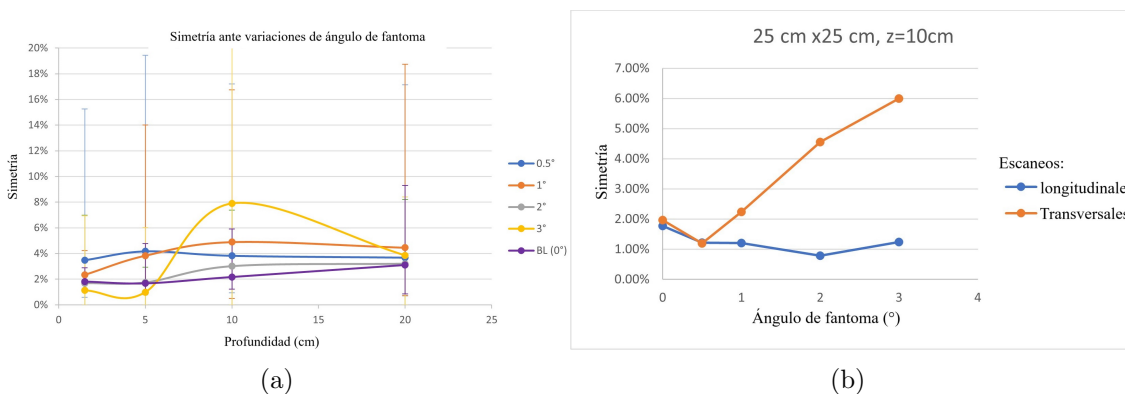 Simetría ante variaciones de ángulo de fantoma
20%
18%
16%
14%
12%
10%
8%
6%
4%
2%
0%
0 5 10 15 20 25
Simetría
Profundidad (cm)
0.5°
1°
2°
3°
BL (0°)
(a)
25 cm x25 cm, z=10cm
7.00%
6.00%
5.00%
4.00%
3.00%
2.00%
1.00%
0.00%
0 1 2 3 4
Simetría
Ángulo de fantoma (°)
Escaneos:
longitudinale
Transversales
(b)